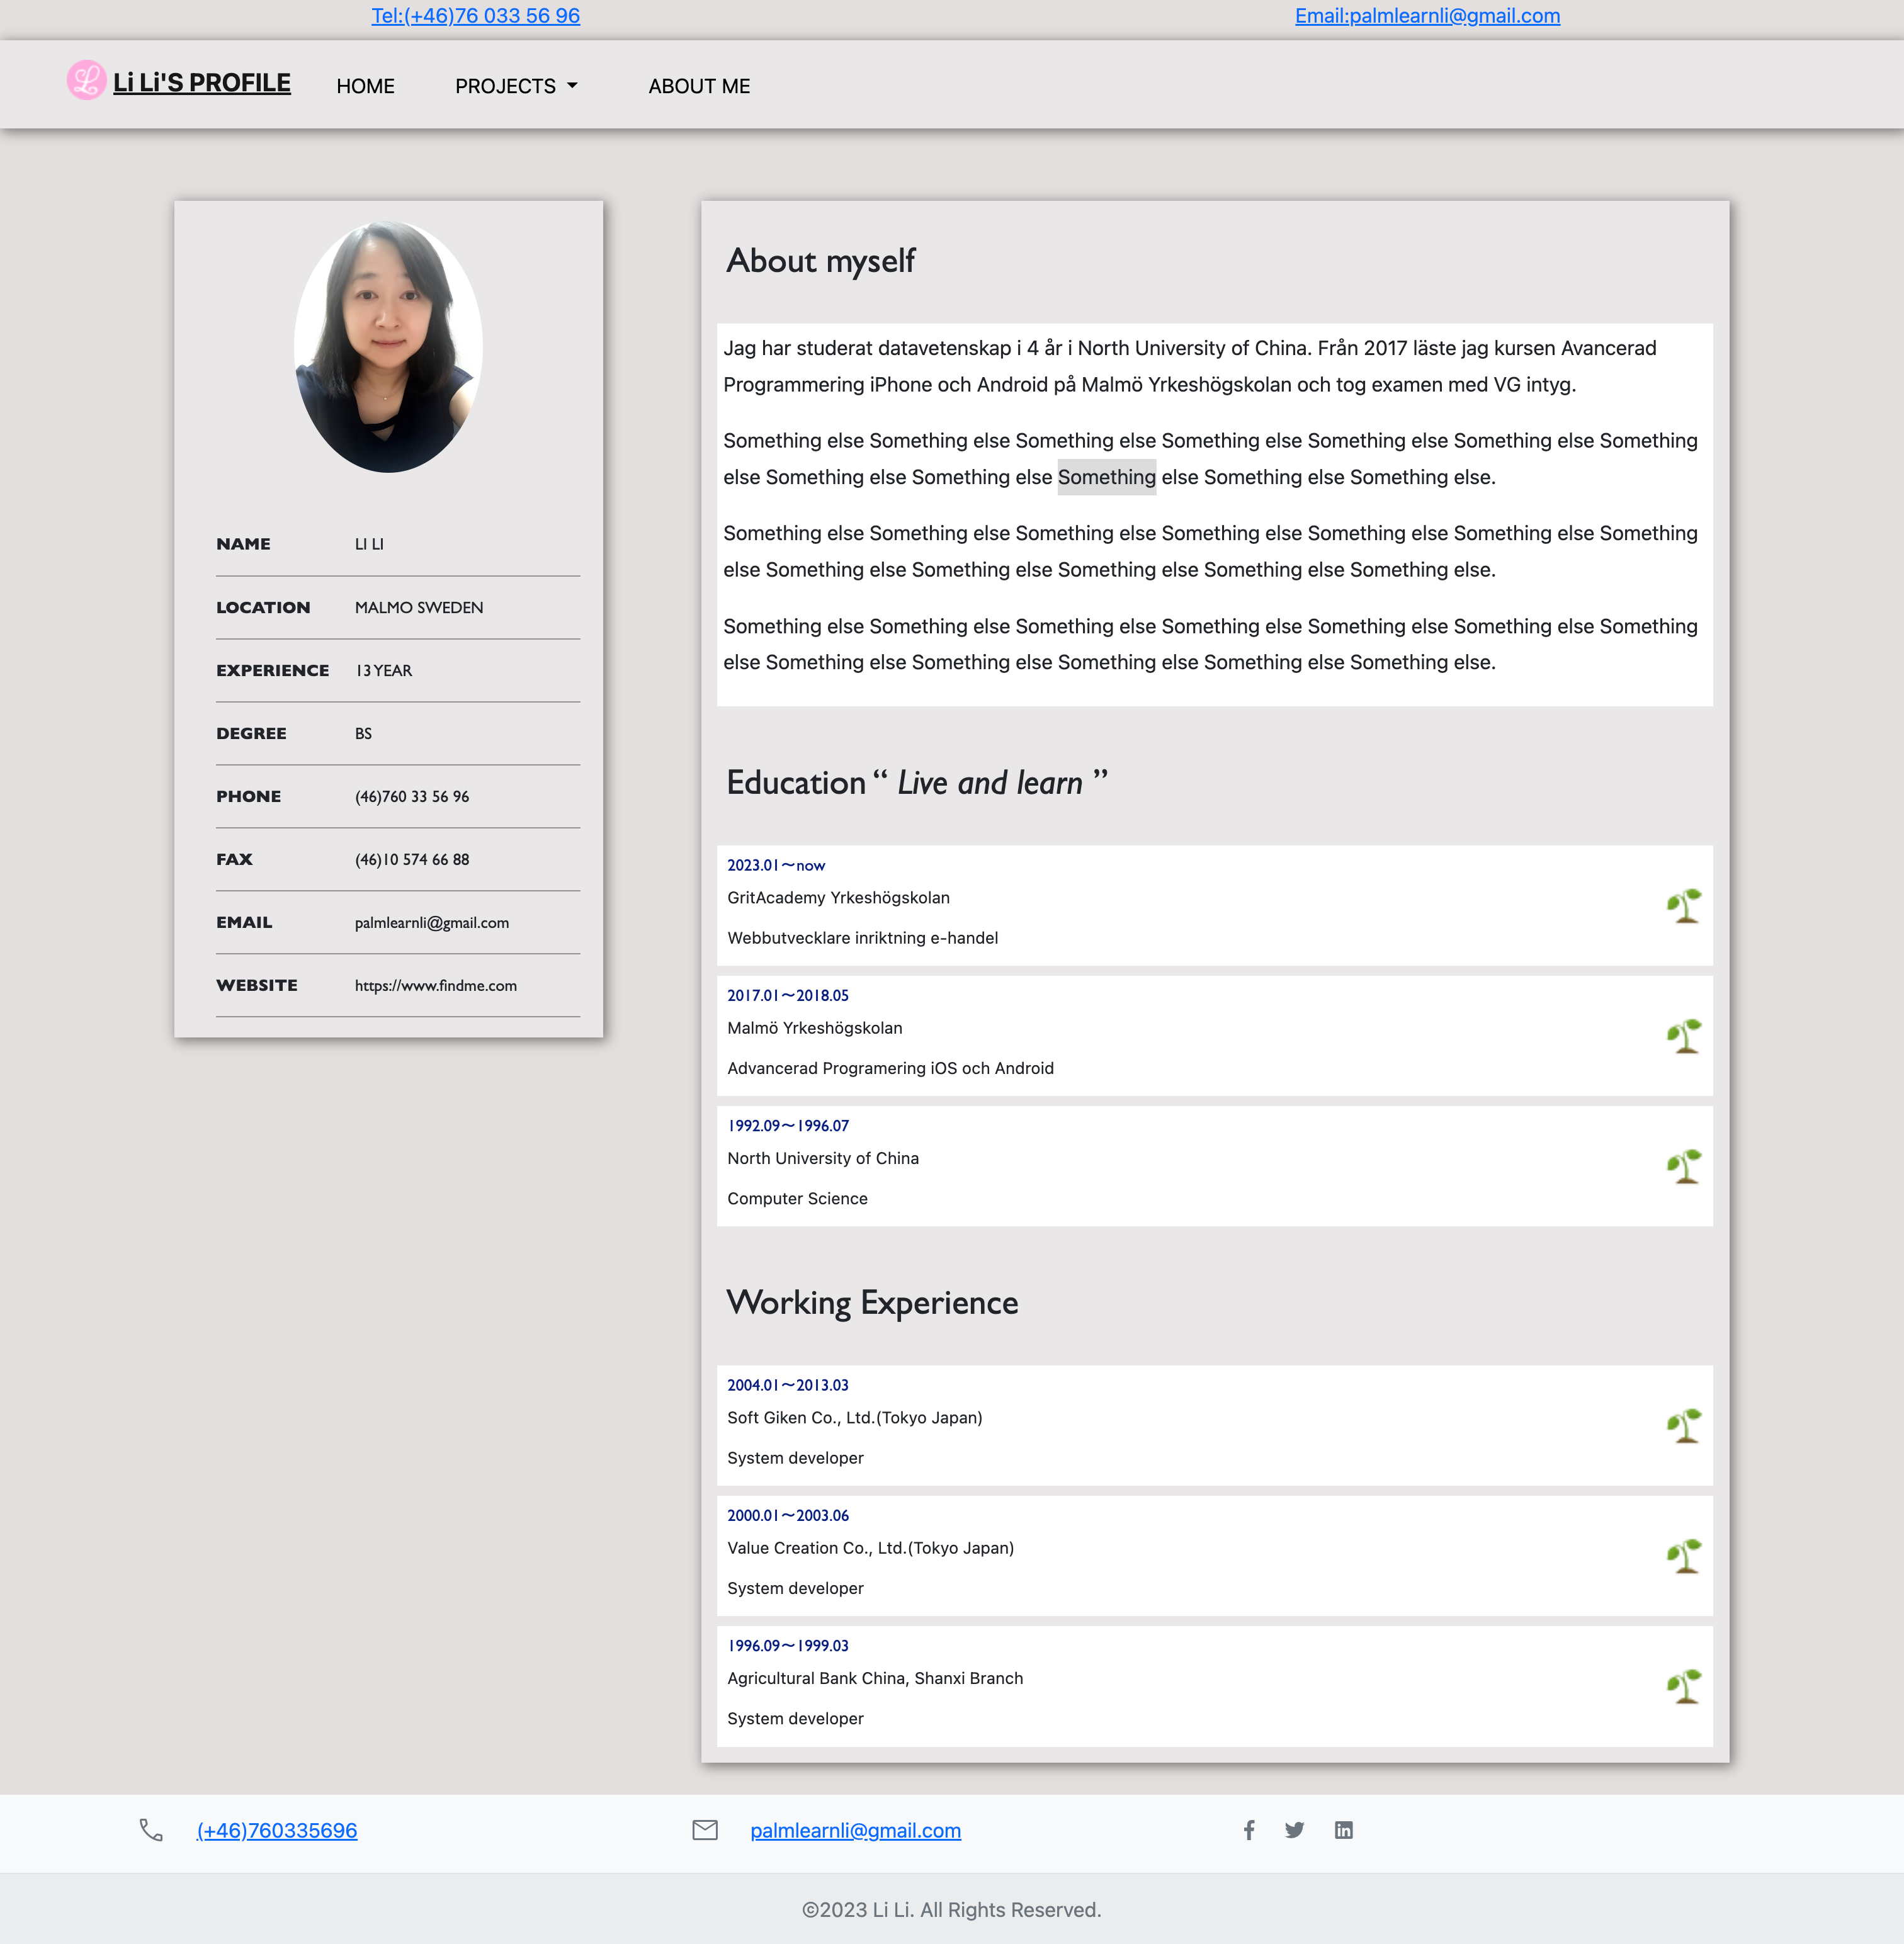 Tel:(+46)76 033 56 96
Email:palmlearnli@gmail.com
Li Li'S PROFILE
HOME
PROJECTS
ABOUT ME
NAME LI LI
LOCATION MALMO SWEDEN
EXPERIENCE 13 YEAR
DEGREE BS
PHONE (46)760 33 56 96
FAX (46)10 574 66 88
EMAIL palmlearnli@gmail.com
WEBSITE https://www.findme.com
About myself
Jag har studerat datavetenskap i 4 år i North University of China. Från 2017 läste jag kursen Avancerad
Programmering iPhone och Android på Malmö Yrkeshögskolan och tog examen med VG intyg.
Something else Something else Something else Something else Something else Something else Something
else Something else Something else Something else Something else Something else.
Something else Something else Something else Something else Something else Something else Something
else Something else Something else Something else Something else Something else.
Something else Something else Something else Something else Something else Something else Something
else Something else Something else Something else Something else Something else.
Education “ Live and learn ”
2023.01～now
GritAcademy Yrkeshögskolan
Webbutvecklare inriktning e-handel
2017.01～2018.05
Malmö Yrkeshögskolan
Advancerad Programering iOS och Android
1992.09～1996.07
North University of China
Computer Science
Working Experience
2004.01～2013.03
Soft Giken Co., Ltd.(Tokyo Japan)
System developer
2000.01～2003.06
Value Creation Co., Ltd.(Tokyo Japan)
System developer
1996.09～1999.03
Agricultural Bank China, Shanxi Branch
System developer
(+46)760335696
palmlearnli@gmail.com
©2023 Li Li. All Rights Reserved.